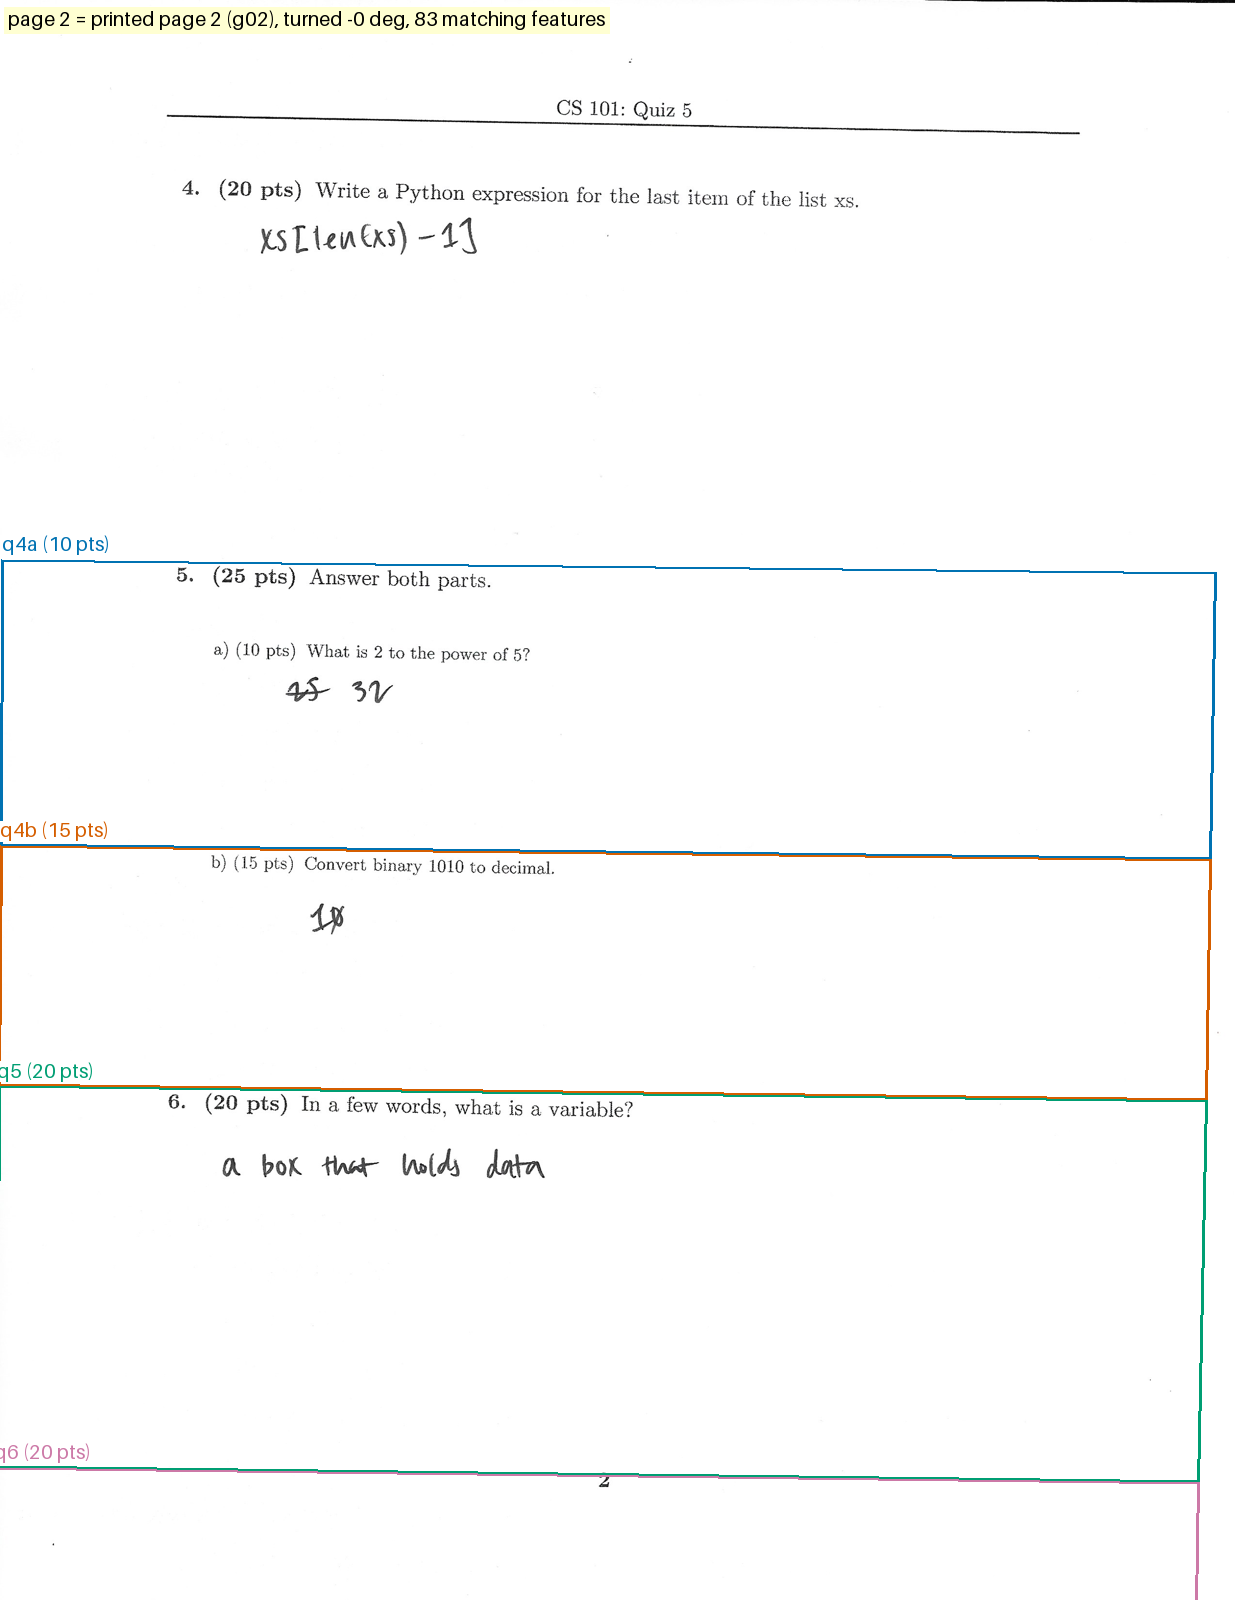 page 2 = printed page 2 (g02), turned -0 deg, 83 matching features
CS 101: Quiz 5
4. (20 pts) Write a Python expression for the last item of the list xs.
xs[len(xs) -1]
q4a (10 pts)
5. (25 pts) Answer both parts.
a) (10 pts) What is 2 to the power of 5?
32
q4b (15 pts)
b) (15 pts) Convert binary 1010 to decimal.
10
q5 (20 pts)
6. (20 pts) In a few words, what is a variable?
a box that holds data
q6 (20 pts)
2